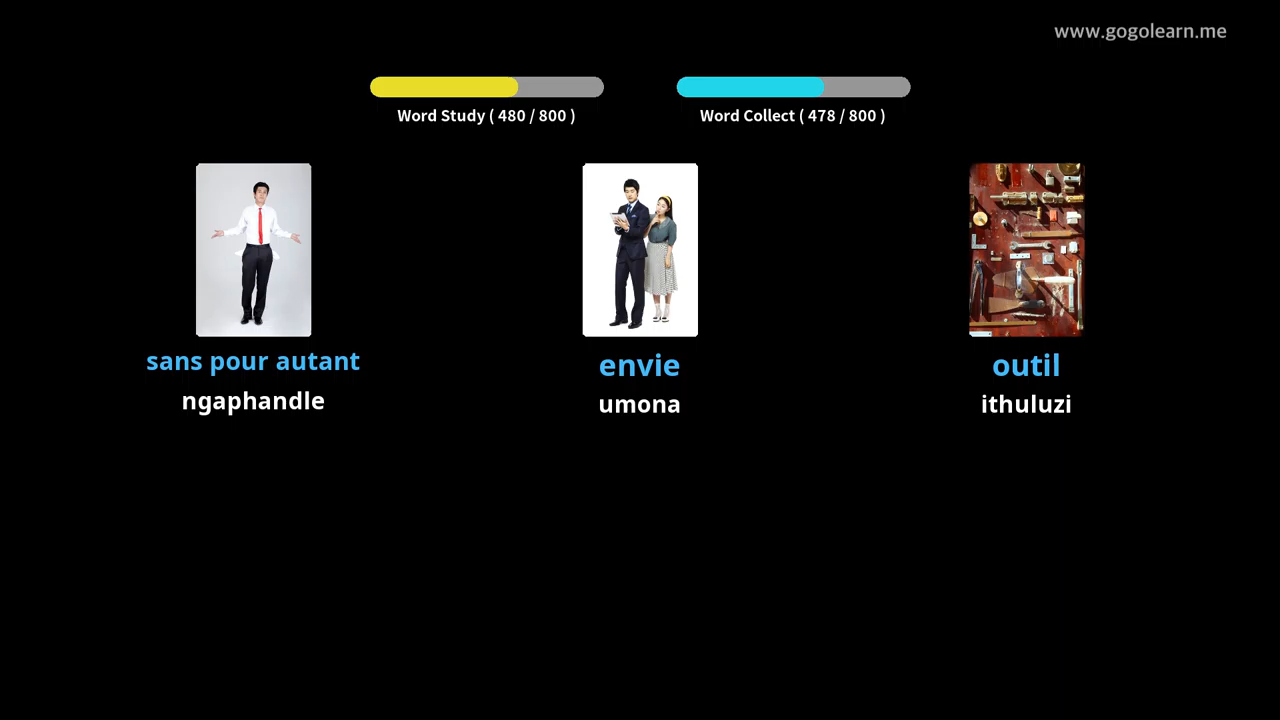 www.gogolearn.me
Word Study ( 480 / 800 )
Word Collect ( 478 / 800 )
sans pour autant
ngaphandle
envie
umona
outil
ithuluzi